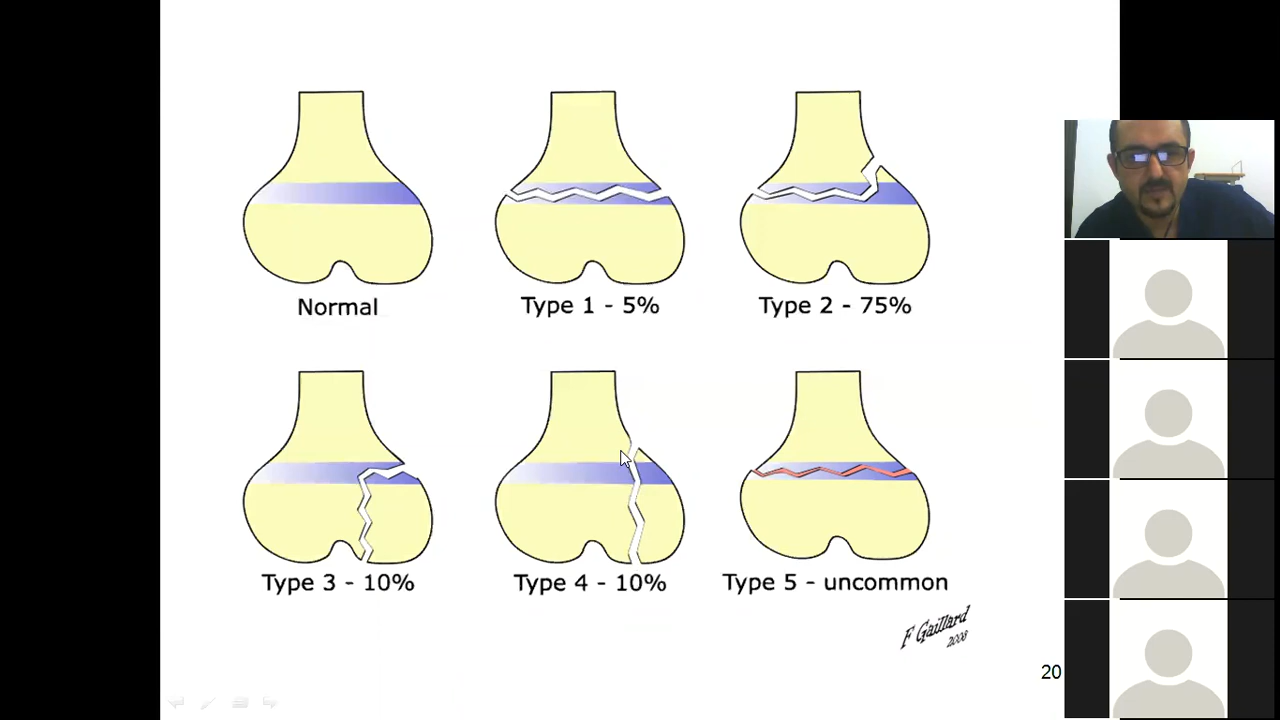 Normal
Type 1 - 5%
Type 2 - 75%
Type 3 - 10%
Type 4 - 10%
Type 5 - uncommon
F Gaillard
2008
20